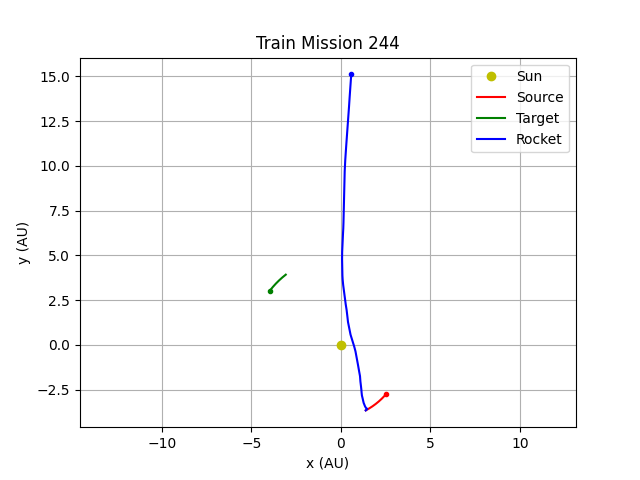 Train Mission 244
15.0
12.5
10.0
7.5
5.0
2.5
0.0
−2.5
y (AU)
−10
−5
0
5
10
x (AU)
Sun
Source
Target
Rocket